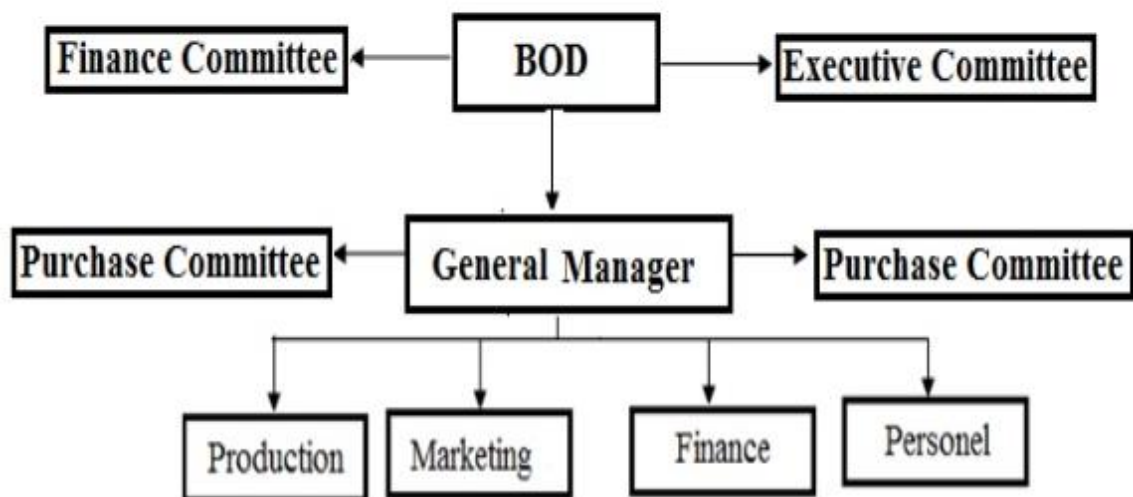 Finance Committee
BOD
Executive Committee
Purchase Committee
General Manager
Purchase Committee
Production
Marketing
Finance
Personel